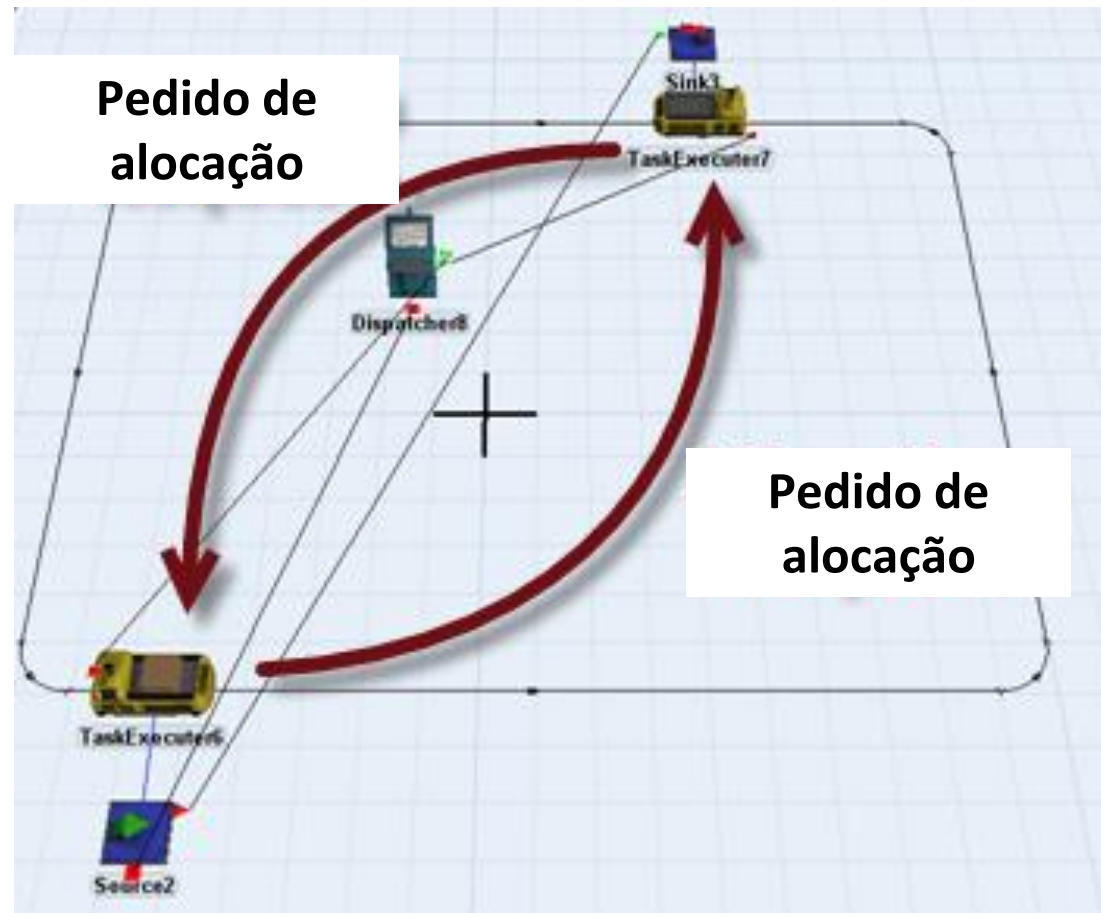 Sink3
Pedido de
alocação
TaskExecuter7
Dispatcher8
Pedido de
alocação
TaskExecuter6
Source2